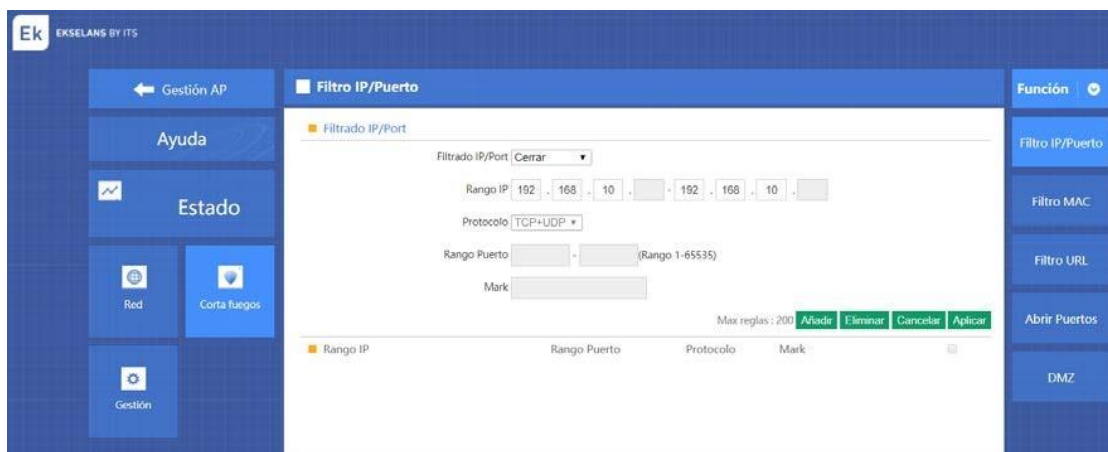 Ek EKSELANS BY ITS
Gestión AP
Ayuda
Estado
Red
Corta fuegos
Gestión
Filtro IP/Puerto
Filtrado IP/Port
Filtrado IP/Port Cerrar
Rango IP 192 . 168 . 10 . - 192 . 168 . 10 .
Protocolo TCP+UDP
Rango Puerto - (Rango 1-65535)
Mark
Max reglas : 200 Añadir Eliminar Cancelar Aplicar
Rango IP Rango Puerto Protocolo Mark
Función
Filtro IP/Puerto
Filtro MAC
Filtro URL
Abrir Puertos
DMZ